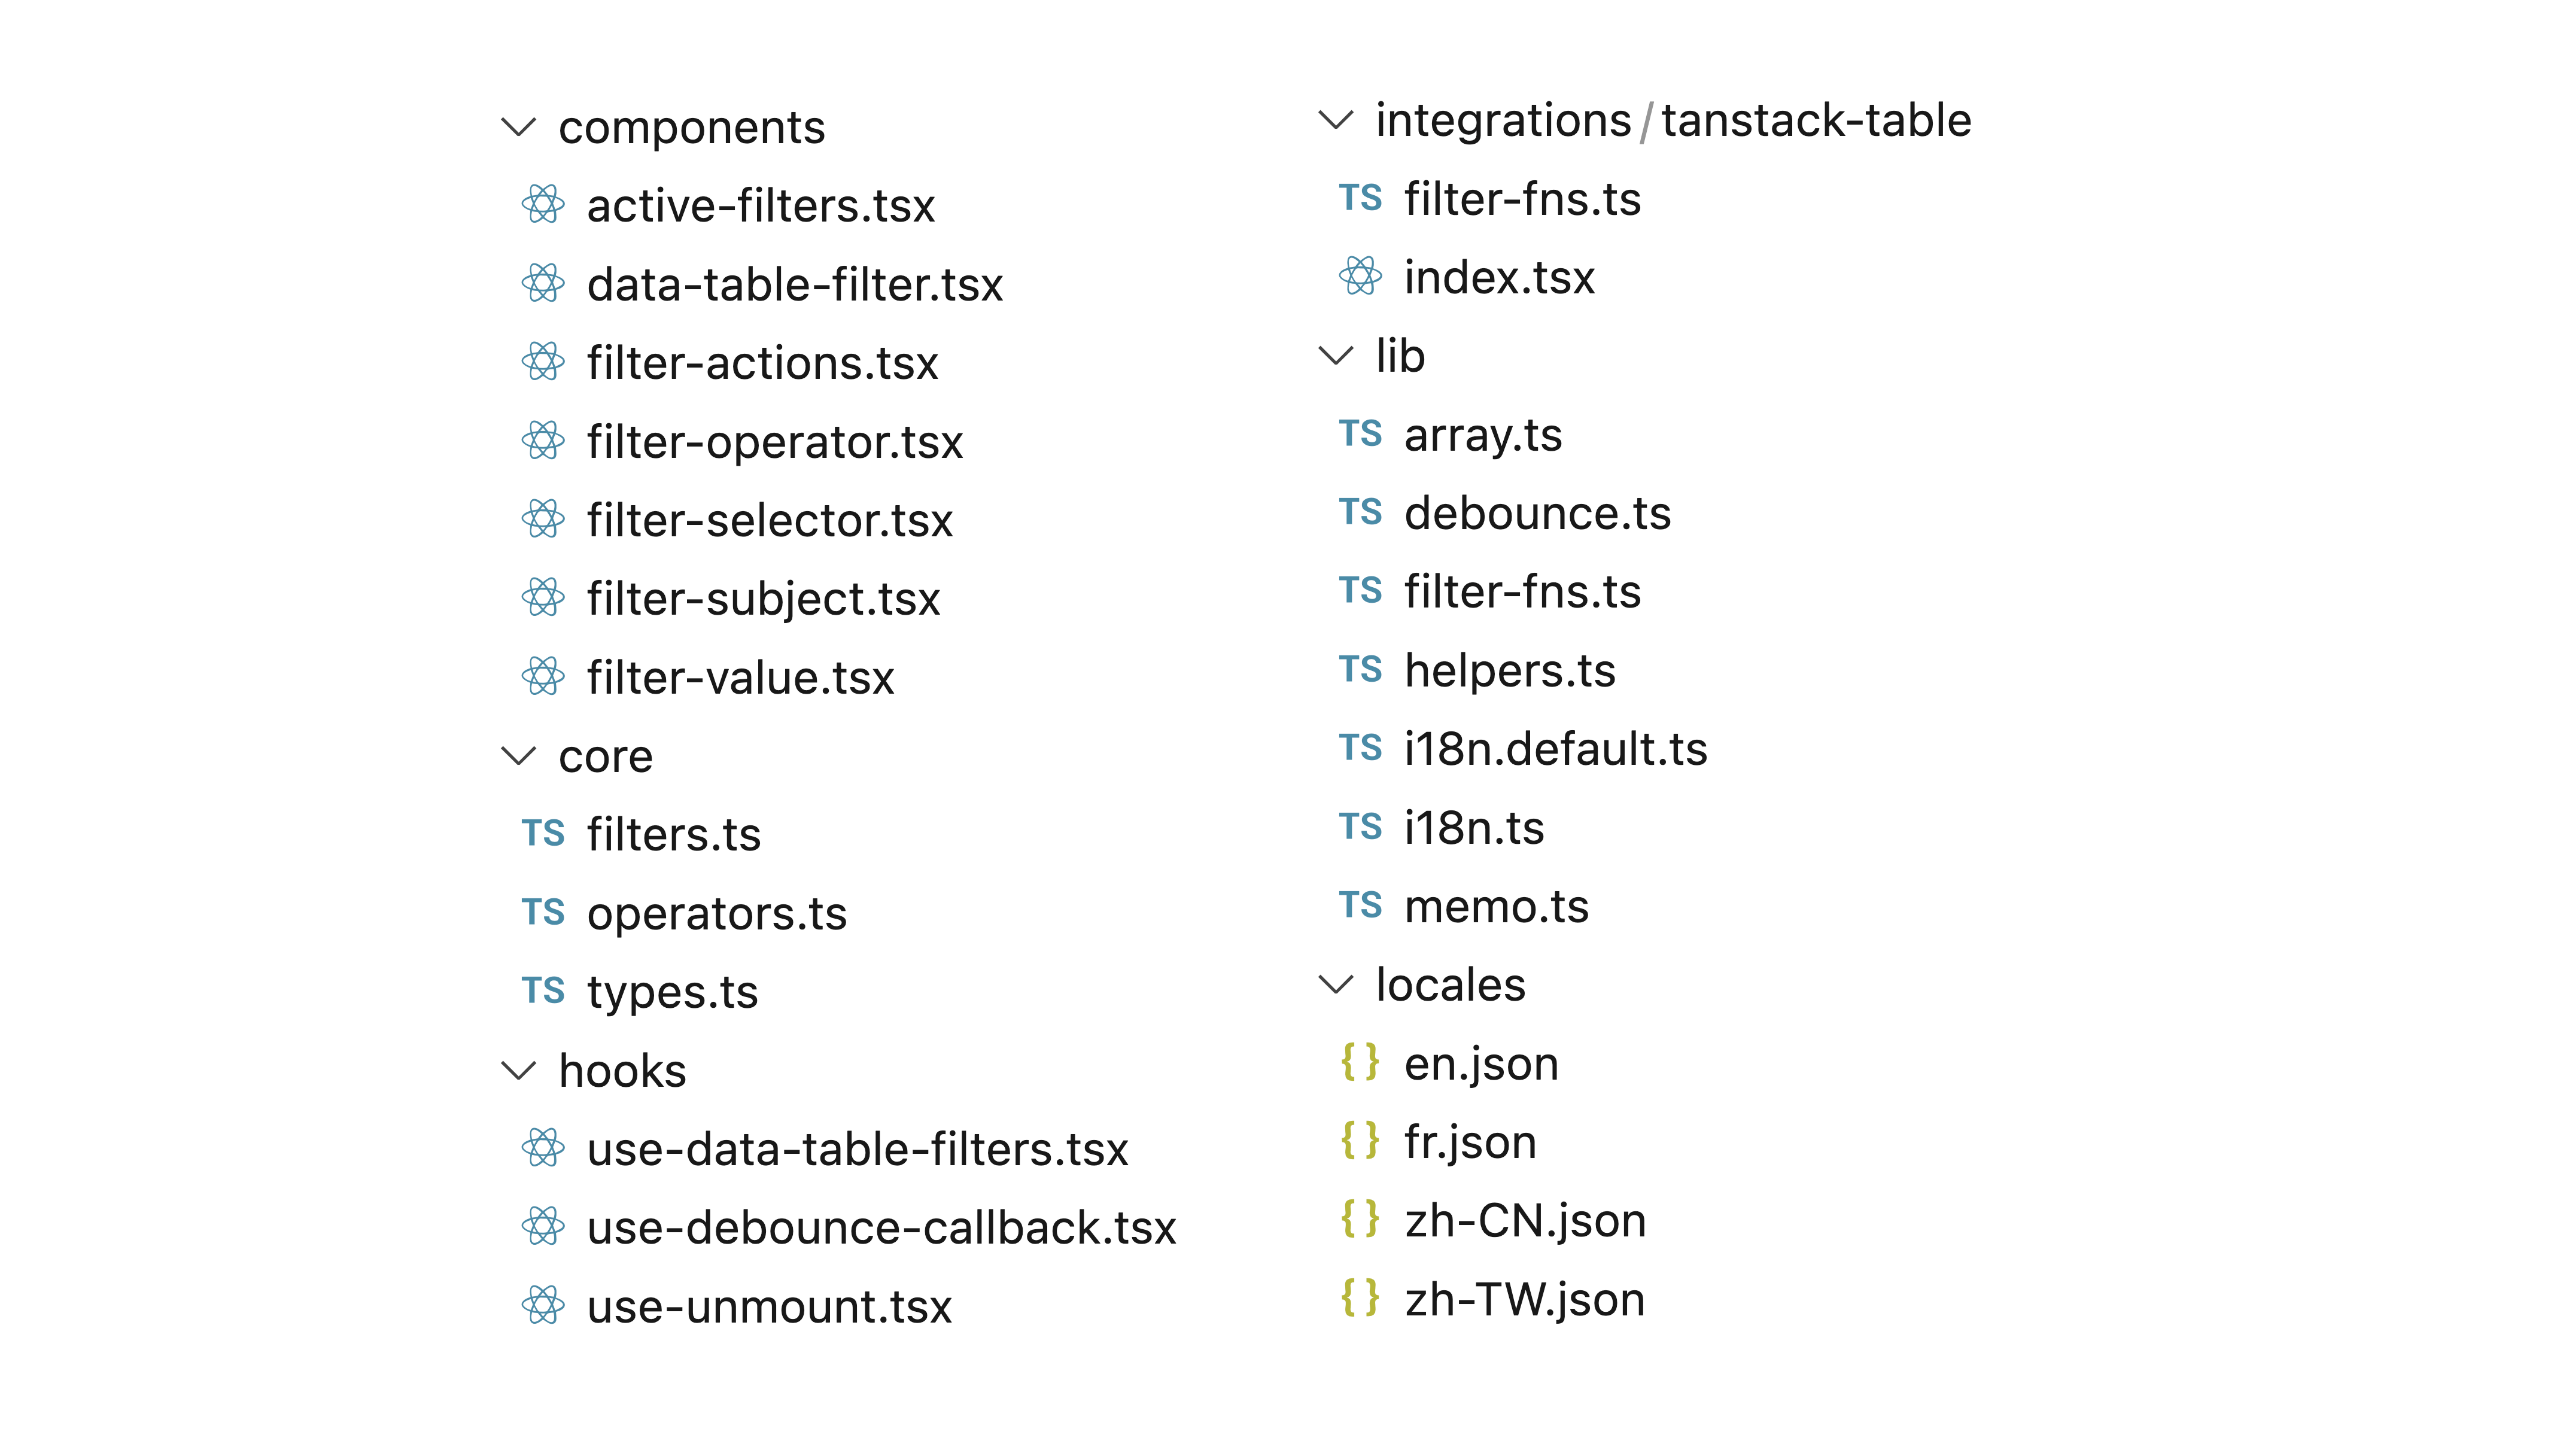 components
active-filters.tsx
data-table-filter.tsx
filter-actions.tsx
filter-operator.tsx
filter-selector.tsx
filter-subject.tsx
filter-value.tsx
core
TS filters.ts
TS operators.ts
TS types.ts
hooks
use-data-table-filters.tsx
use-debounce-callback.tsx
use-unmount.tsx
integrations/tanstack-table
TS filter-fns.ts
index.tsx
lib
TS array.ts
TS debounce.ts
TS filter-fns.ts
TS helpers.ts
TS i18n.default.ts
TS i18n.ts
TS memo.ts
locales
{} en.json
{} fr.json
{} zh-CN.json
{} zh-TW.json